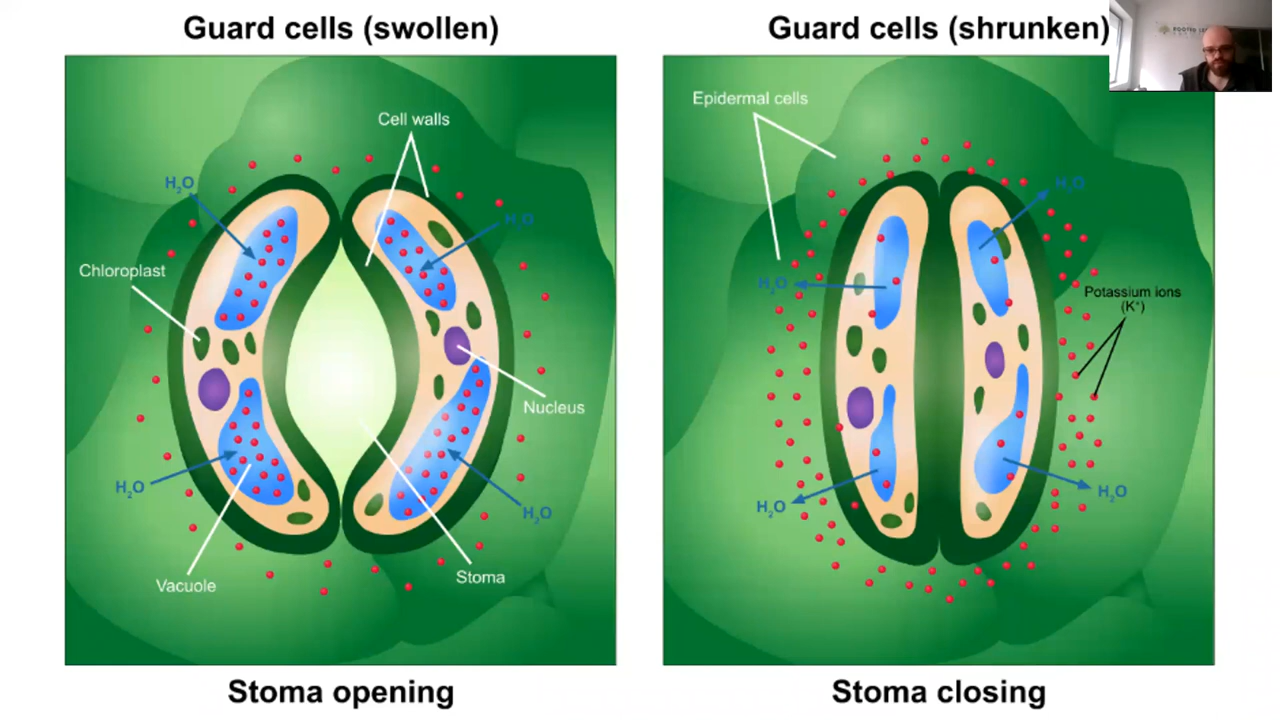 Guard cells (swollen)
Guard cells (shrunken)
Cell walls
H₂O
H₂O
Chloroplast
Nucleus
H₂O
H₂O
Vacuole
Stoma
Epidermal cells
H₂O
H₂O
Potassium ions
(K⁺)
H₂O
H₂O
Stoma opening
Stoma closing